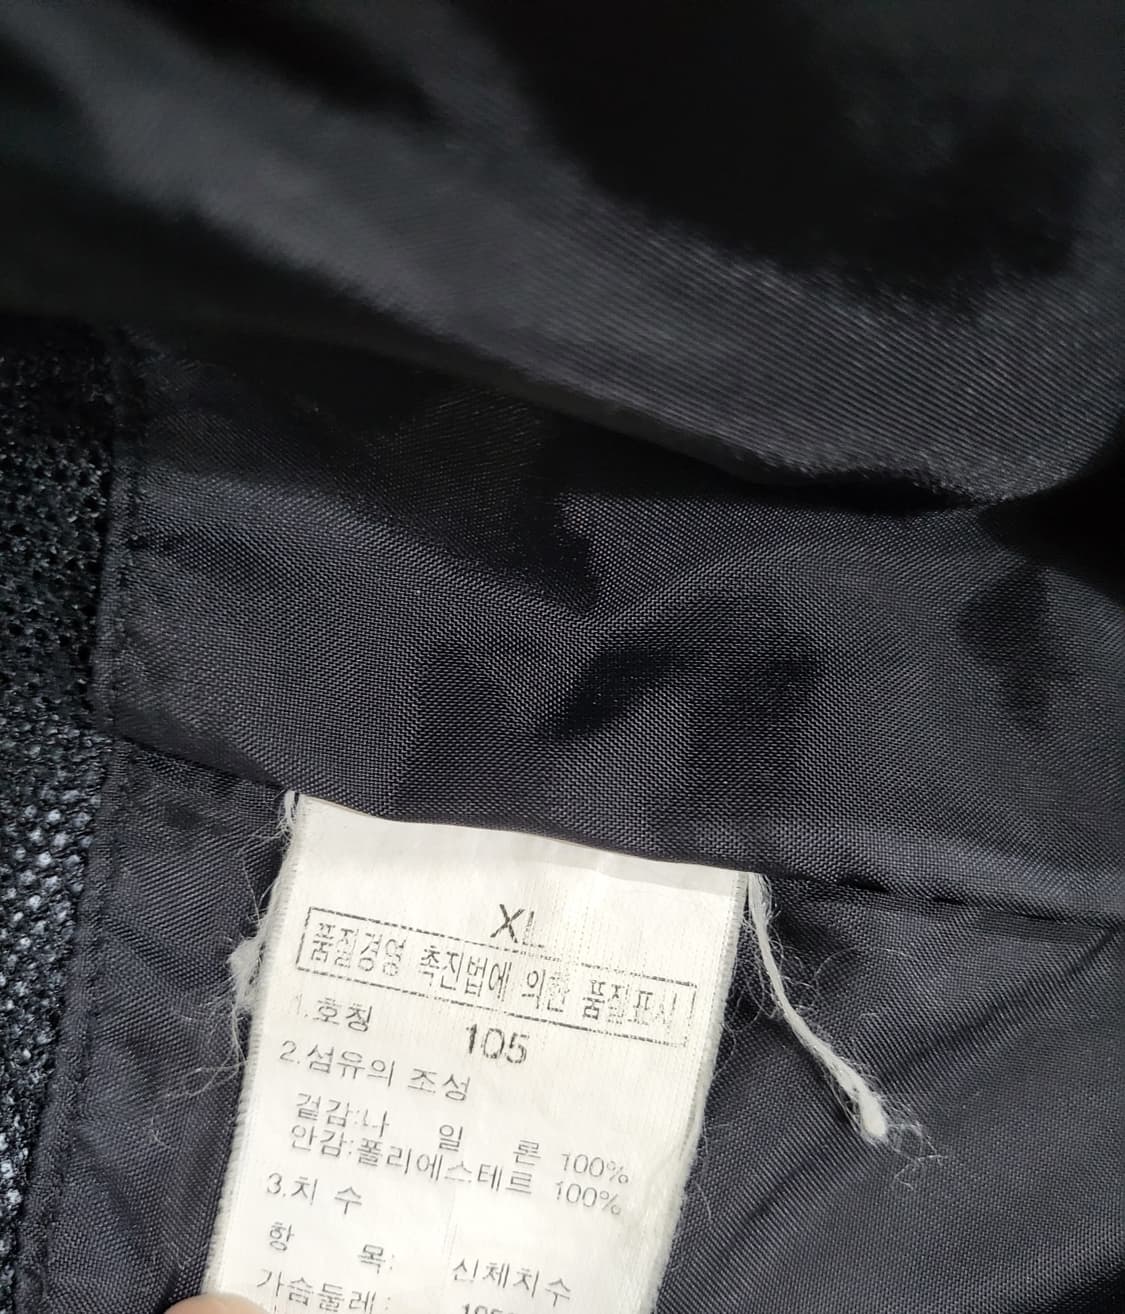 XL
품질경영 촉진법에 의한 품질표시
1.호칭 105
2.섬유의 조성
겉감:나 일 론 100%
안감:폴리에스테르 100%
3.치 수
항 목: 신체치수
가슴둘레: